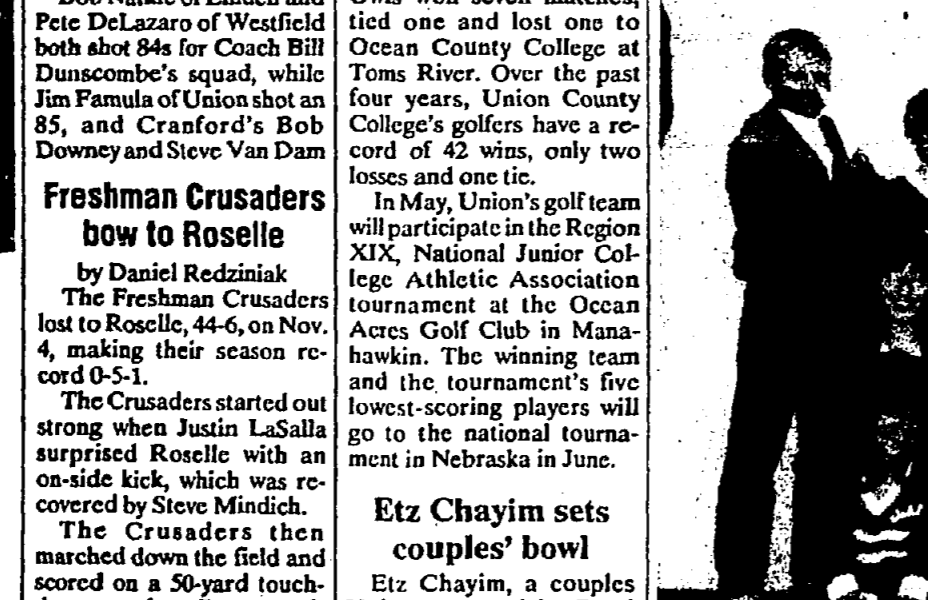 Pete DeLazaro of Westfield
both shot 84s for Coach Bill
Dunscombe's squad, while
Jim Famula of Union shot an
85, and Cranford's Bob
Downey and Steve Van Dam
Freshman Crusaders
bow to Roselle
by Daniel Redziniak
The Freshman Crusaders
lost to Roselle, 44-6, on Nov.
4, making their season re-
cord 0-5-1.
The Crusaders started out
strong when Justin LaSalla
surprised Roselle with an
on-side kick, which was re-
covered by Steve Mindich.
The Crusaders then
marched down the field and
scored on a 50-yard touch-
Owls won seven matches,
tied one and lost one to
Ocean County College at
Toms River. Over the past
four years, Union County
College's golfers have a re-
cord of 42 wins, only two
losses and one tie.
In May, Union's golf team
will participate in the Region
XIX, National Junior Col-
lege Athletic Association
tournament at the Ocean
Acres Golf Club in Mana-
hawkin. The winning team
and the tournament's five
lowest-scoring players will
go to the national tourna-
ment in Nebraska in June.
Etz Chayim sets
couples' bowl
Etz Chayim, a couples